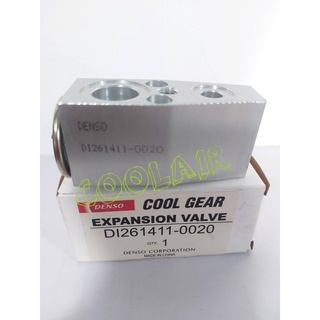 DENSO
DI261411-0020
COOLAIR
DENSO
COOL GEAR
EXPANSION VALVE
DI261411-0020
QTY.
1
DENSO CORPORATION
MADE IN CHINA